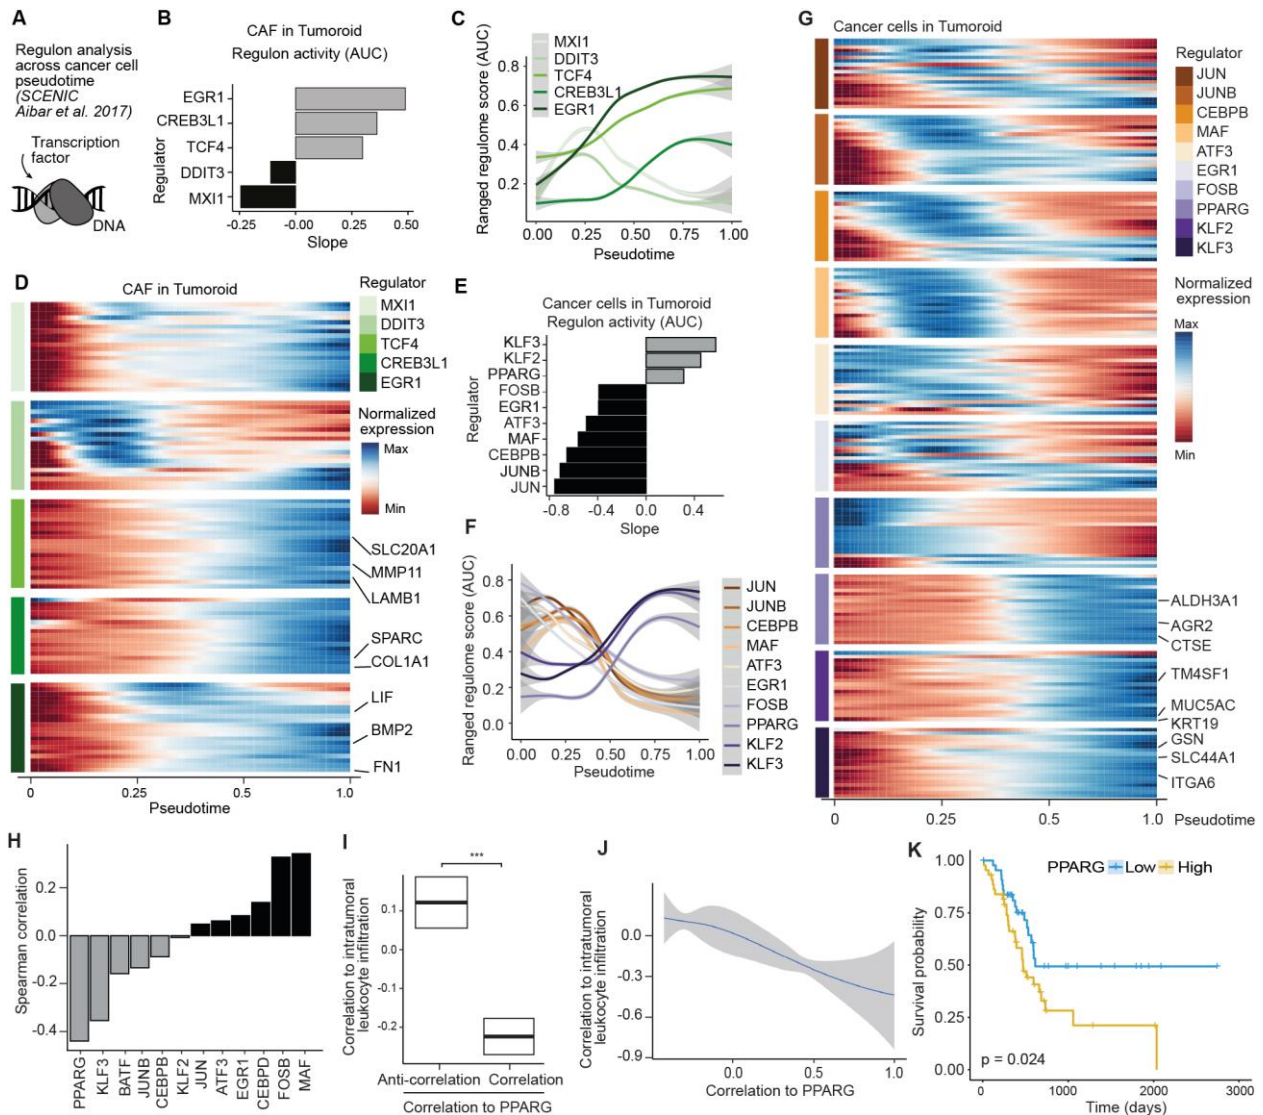 A
Regulon analysis
across cancer cell
pseudotime
(SCENIC
Aibar et al. 2017)
Transcription
factor
DNA
B
CAF in Tumoroid
Regulon activity (AUC)
Regulator
EGR1
CREB3L1
TCF4
DDIT3
MXI1
-0.25
-0.00
0.25
0.50
Slope
C
Ranged regulome score (AUC)
0.8
0.6
0.4
0.2
MXI1
DDIT3
TCF4
CREB3L1
EGR1
0.00
0.25
0.50
0.75
1.00
Pseudotime
D
CAF in Tumoroid
Regulator
MXI1
DDIT3
TCF4
CREB3L1
EGR1
Normalized
expression
Max
Min
SLC20A1
MMP11
LAMB1
SPARC
COL1A1
LIF
BMP2
FN1
0
0.25
0.5
1.0
Pseudotime
E
Cancer cells in Tumoroid
Regulon activity (AUC)
Regulator
KLF3
KLF2
PPARG
FOSB
EGR1
ATF3
MAF
CEBPB
JUNB
JUN
-0.8
-0.4
0.0
0.4
Slope
F
Ranged regulome score (AUC)
0.8
0.6
0.4
0.2
0.0
0.00
0.25
0.50
0.75
1.00
Pseudotime
JUN
JUNB
CEBPB
MAF
ATF3
EGR1
FOSB
PPARG
KLF2
KLF3
G
Cancer cells in Tumoroid
Regulator
JUN
JUNB
CEBPB
MAF
ATF3
EGR1
FOSB
PPARG
KLF2
KLF3
Normalized
expression
Max
Min
ALDH3A1
AGR2
CTSE
TM4SF1
MUC5AC
KRT19
GSN
SLC44A1
ITGA6
0
0.25
0.5
1.0
Pseudotime
H
Spearman correlation
0.2
0.0
-0.2
-0.4
PPARG
KLF3
BATF
JUNB
CEBPB
KLF2
JUN
ATF3
EGR1
CEBPD
FOSB
MAF
I
Correlation to intratumoral
leukocyte infiltration
***
0.1
0.0
-0.1
-0.2
Anti-correlation
Correlation
Correlation to PPARG
J
Correlation to intratumoral
leukocyte infiltration
0.0
-0.3
-0.6
-0.9
0.0
0.5
1.0
Correlation to PPARG
K
PPARG
Low
High
Survival probability
1.00
0.75
0.50
0.25
0.00
p = 0.024
0
1000
2000
3000
Time (days)